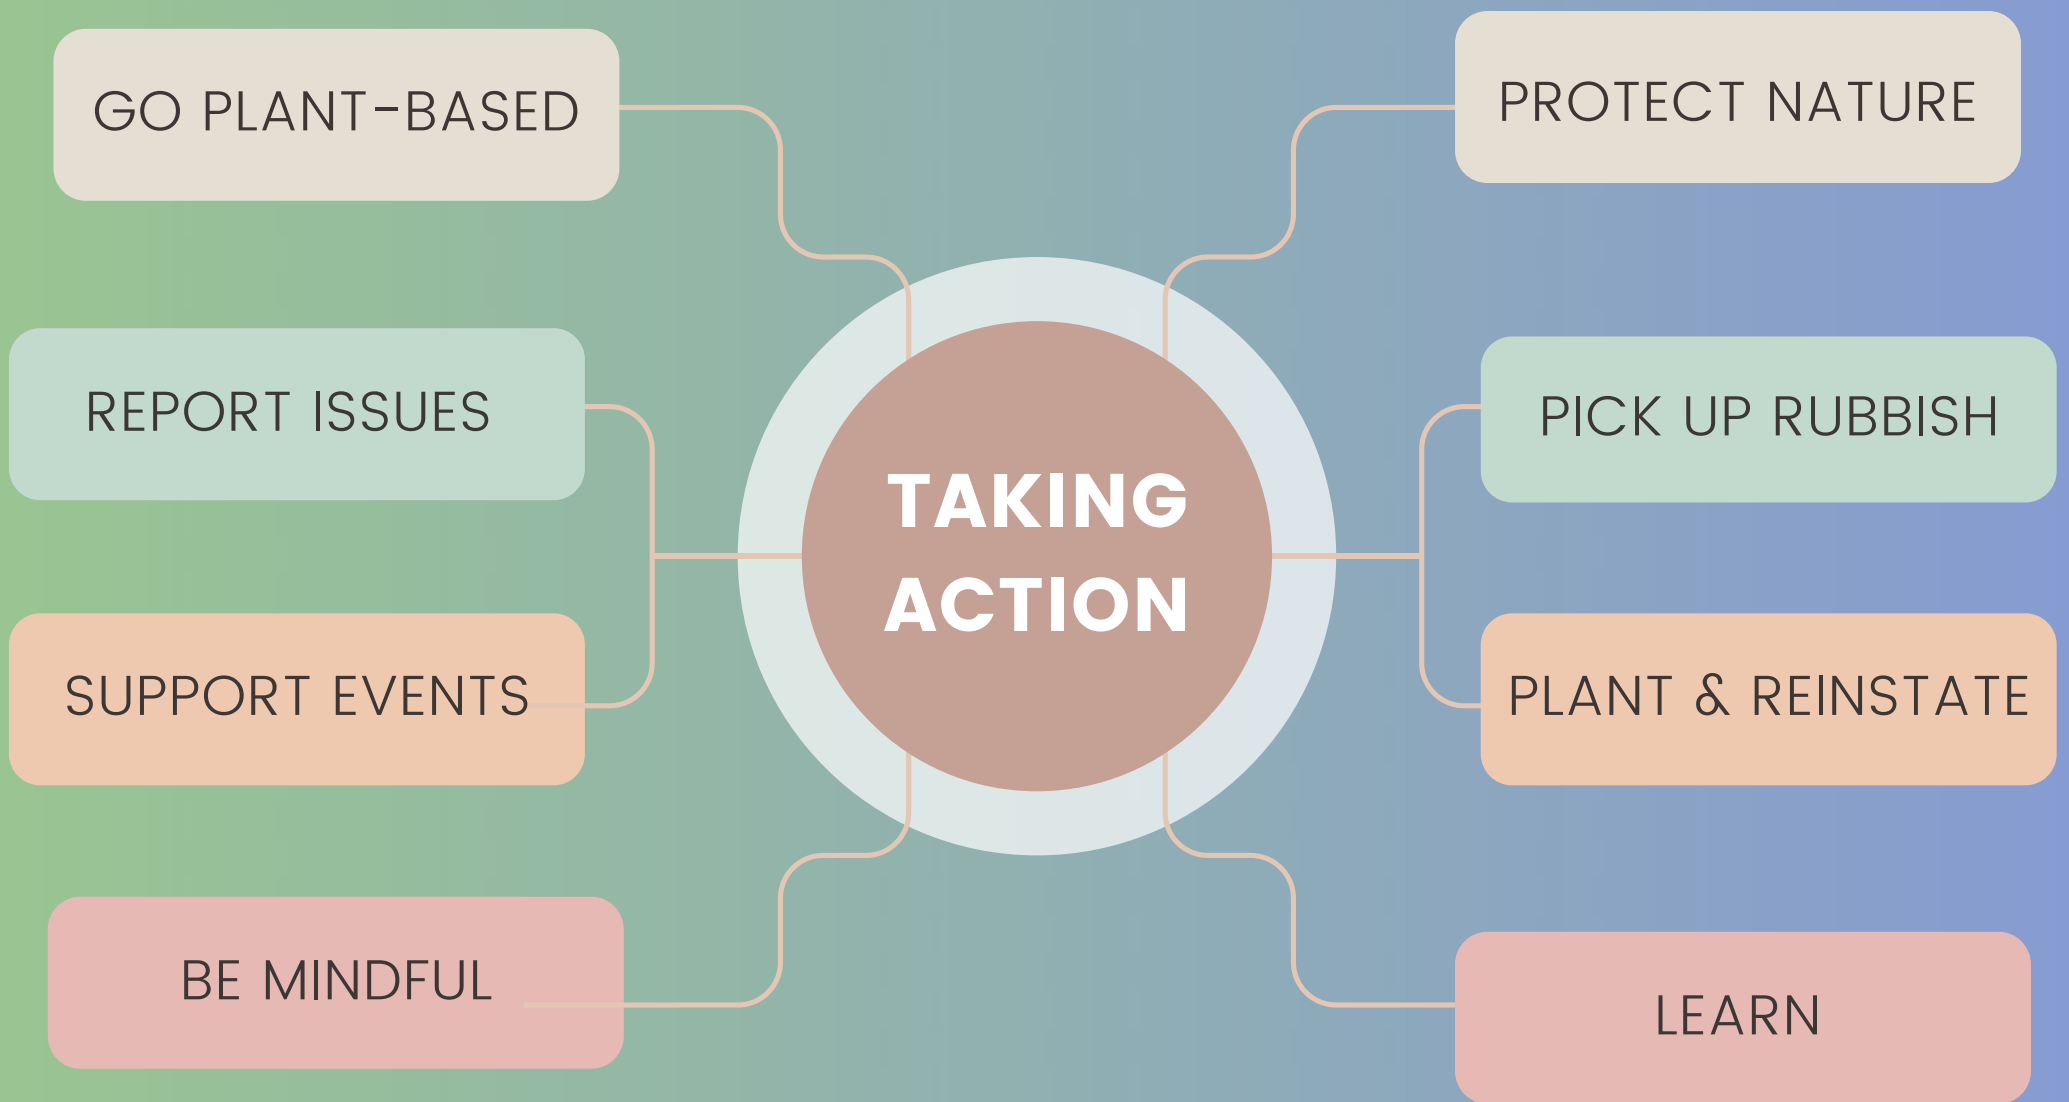 GO PLANT-BASED
PROTECT NATURE
REPORT ISSUES
PICK UP RUBBISH
TAKING
ACTION
SUPPORT EVENTS
PLANT & REINSTATE
BE MINDFUL
LEARN